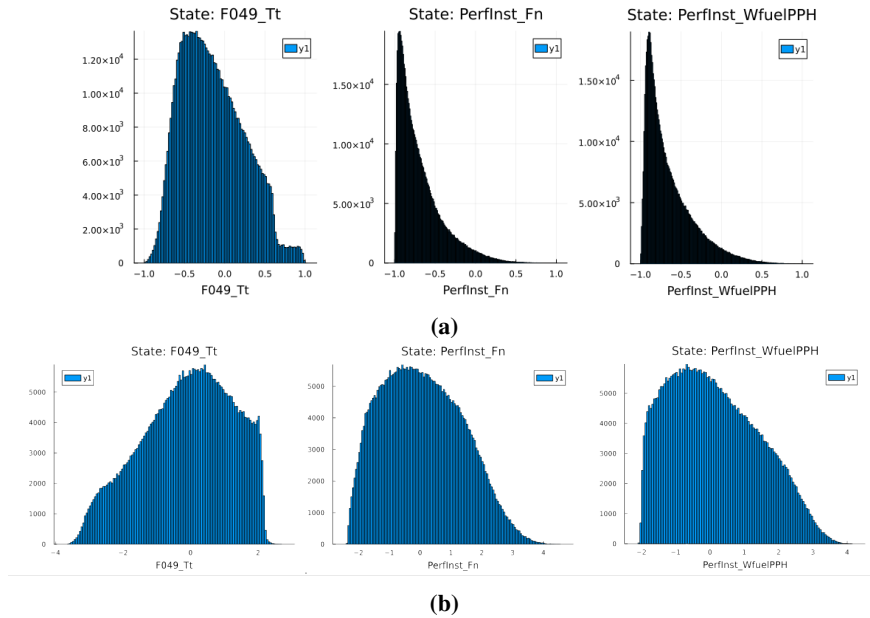 State: F049_Tt
State: PerfInst_Fn
State: PerfInst_WfuelPPH
y1
y1
y1
1.20×10⁴
1.00×10⁴
8.00×10³
6.00×10³
4.00×10³
2.00×10³
0
1.50×10⁴
1.00×10⁴
5.00×10³
0
1.50×10⁴
1.00×10⁴
5.00×10³
0
−1.0 −0.5 0.0 0.5 1.0
−1.0 −0.5 0.0 0.5 1.0
−1.0 −0.5 0.0 0.5 1.0
F049_Tt
PerfInst_Fn
PerfInst_WfuelPPH
(a)
State: F049_Tt
State: PerfInst_Fn
State: PerfInst_WfuelPPH
y1
y1
y1
5000
4000
3000
2000
1000
0
5000
4000
3000
2000
1000
0
5000
4000
3000
2000
1000
0
−4 −2 0 2
−2 −1 0 1 2 3 4
−2 −1 0 1 2 3 4
F049_Tt
PerfInst_Fn
PerfInst_WfuelPPH
(b)